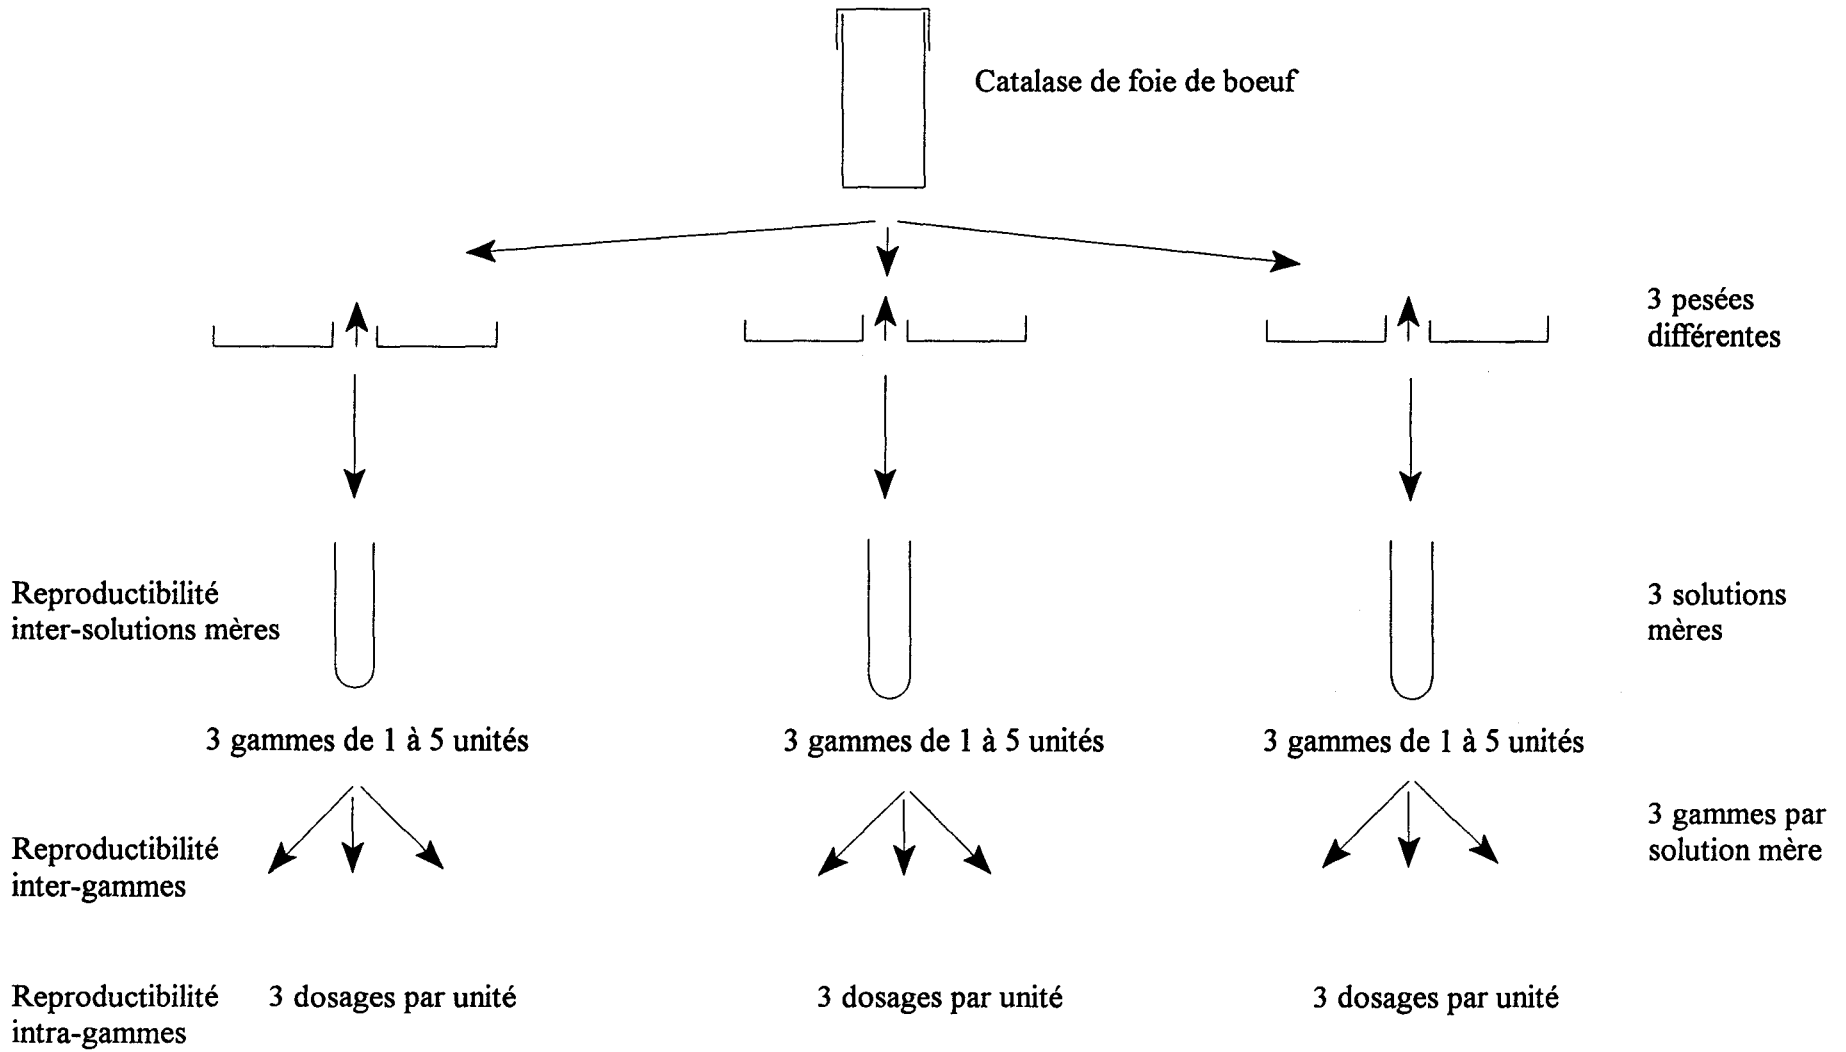 Catalase de foie de boeuf
3 pesées
différentes
Reproductibilité
inter-solutions mères
3 solutions
mères
3 gammes de 1 à 5 unités
3 gammes de 1 à 5 unités
3 gammes de 1 à 5 unités
Reproductibilité
inter-gammes
3 gammes par
solution mère
Reproductibilité
intra-gammes
3 dosages par unité
3 dosages par unité
3 dosages par unité